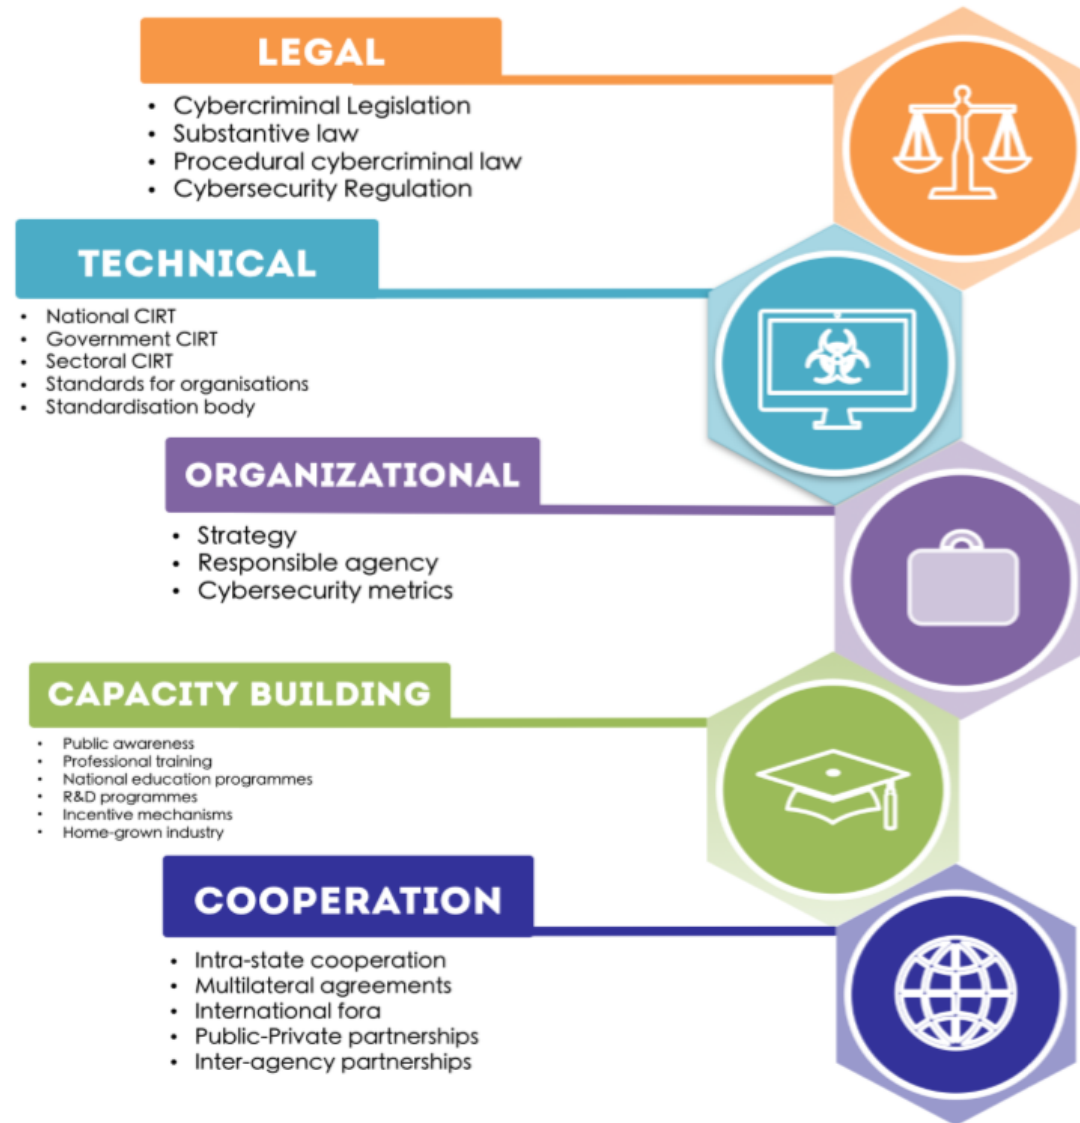 LEGAL
• Cybercriminal Legislation
• Substantive law
• Procedural cybercriminal law
• Cybersecurity Regulation
TECHNICAL
• National CIRT
• Government CIRT
• Sectoral CIRT
• Standards for organisations
• Standardisation body
ORGANIZATIONAL
• Strategy
• Responsible agency
• Cybersecurity metrics
CAPACITY BUILDING
• Public awareness
• Professional training
• National education programmes
• R&D programmes
• Incentive mechanisms
• Home-grown industry
COOPERATION
• Intra-state cooperation
• Multilateral agreements
• International fora
• Public-Private partnerships
• Inter-agency partnerships